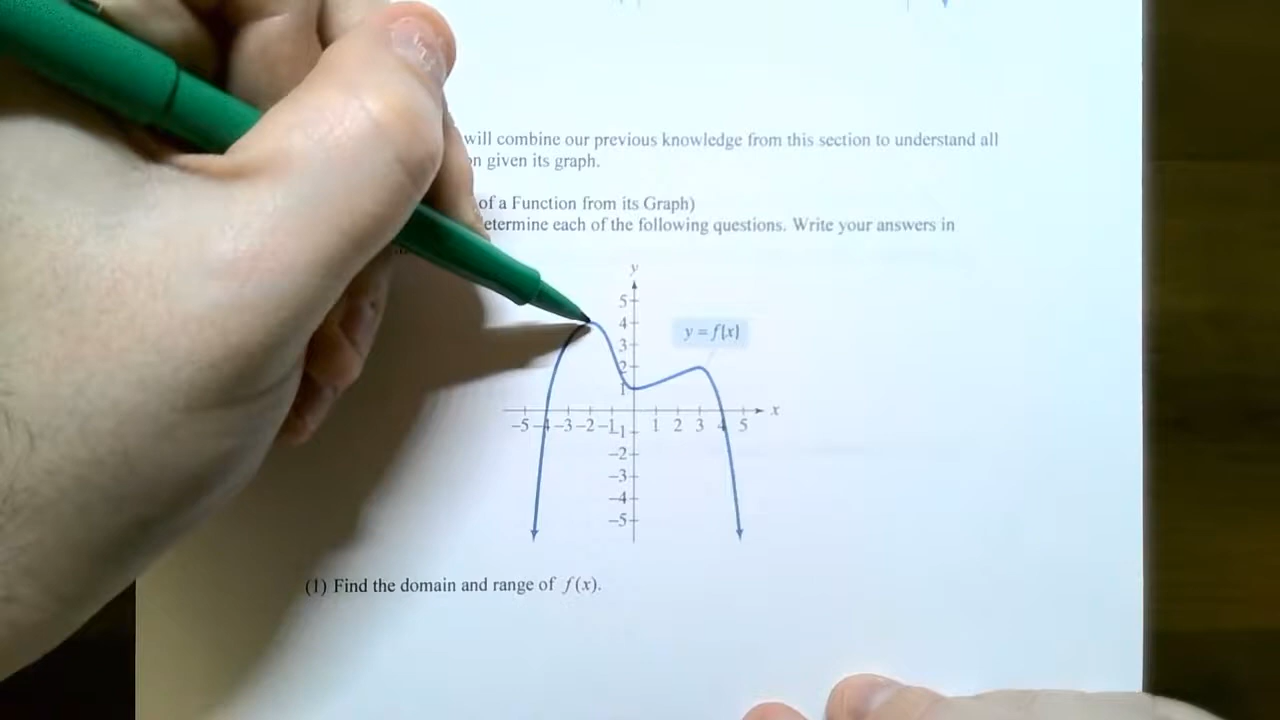 will combine our previous knowledge from this section to understand all
given its graph.
of a Function from its Graph)
etermine each of the following questions. Write your answers in
y
5
4
y = f(x)
3
2
1
x
-5 -4 -3 -2 -1 1 2 3 4 5
-1
-2
-3
-4
-5
(1) Find the domain and range of f(x).